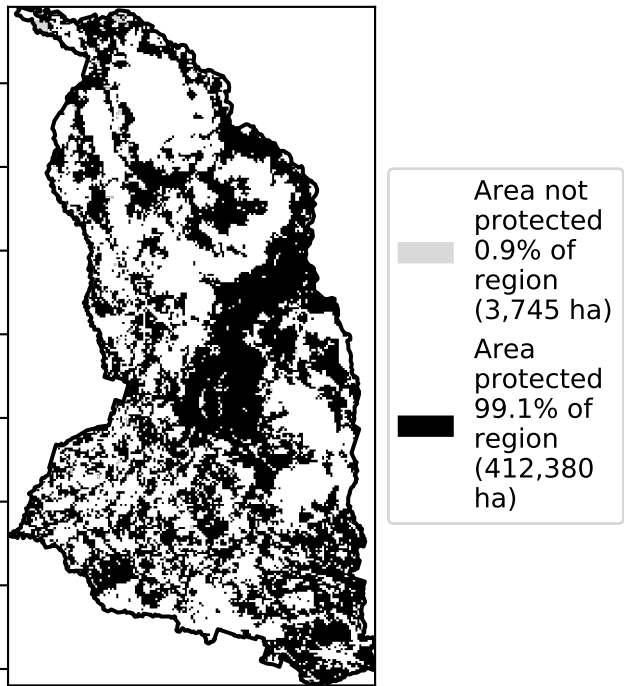 Area not
protected
0.9% of
region
(3,745 ha)
Area
protected
99.1% of
region
(412,380
ha)